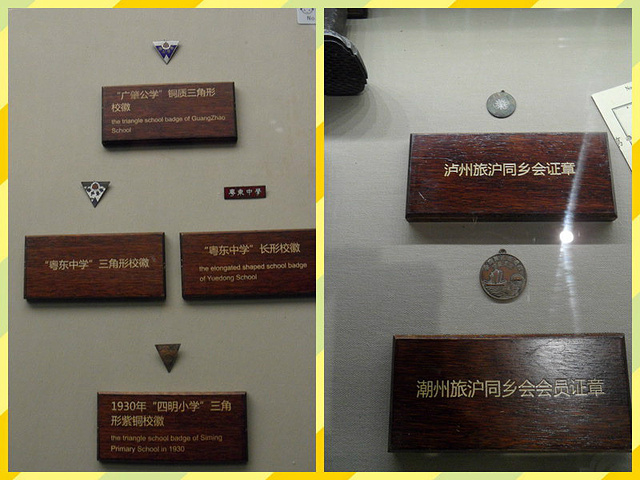 "广肇公学" 铜质三角形
校徽
the triangle school badge of GuangZhao
School
粤東中學
"粤东中学" 三角形校徽
"粤东中学" 长形校徽
the elongated shaped school badge
of Yuedong School
1930年 "四明小学" 三角
形紫铜校徽
the triangle school badge of Siming
Primary School in 1930
泸州旅沪同乡会证章
潮州旅沪同乡会会员证章